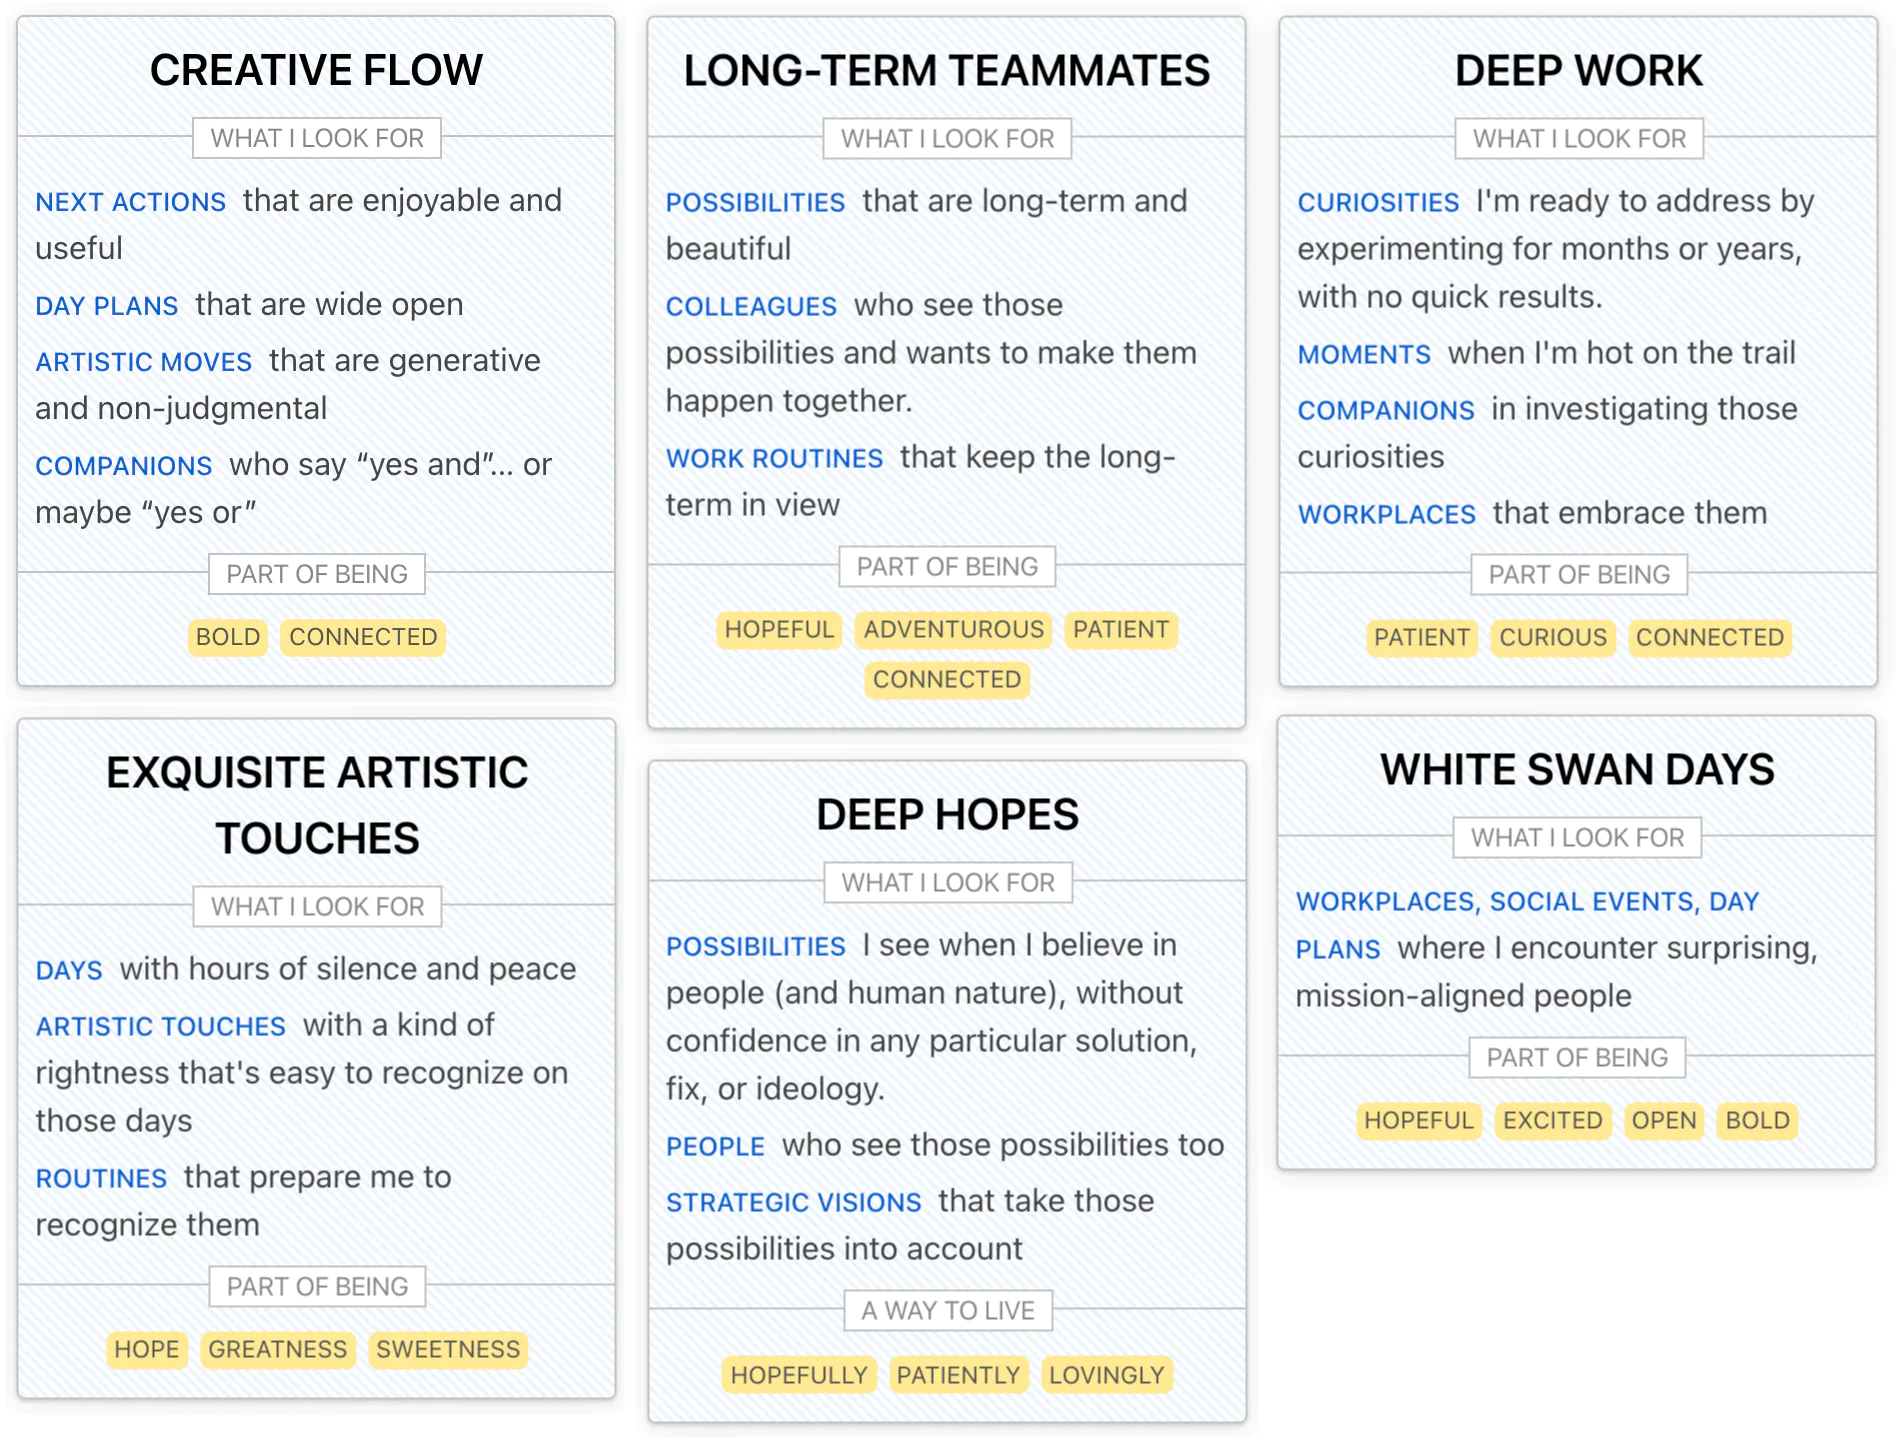 CREATIVE FLOW
WHAT I LOOK FOR
NEXT ACTIONS that are enjoyable and
useful
DAY PLANS that are wide open
ARTISTIC MOVES that are generative
and non-judgmental
COMPANIONS who say “yes and”... or
maybe “yes or”
PART OF BEING
BOLD CONNECTED
EXQUISITE ARTISTIC
TOUCHES
WHAT I LOOK FOR
DAYS with hours of silence and peace
ARTISTIC TOUCHES with a kind of
rightness that's easy to recognize on
those days
ROUTINES that prepare me to
recognize them
PART OF BEING
HOPE GREATNESS SWEETNESS
LONG-TERM TEAMMATES
WHAT I LOOK FOR
POSSIBILITIES that are long-term and
beautiful
COLLEAGUES who see those
possibilities and wants to make them
happen together.
WORK ROUTINES that keep the long-
term in view
PART OF BEING
HOPEFUL ADVENTUROUS PATIENT
CONNECTED
DEEP HOPES
WHAT I LOOK FOR
POSSIBILITIES I see when I believe in
people (and human nature), without
confidence in any particular solution,
fix, or ideology.
PEOPLE who see those possibilities too
STRATEGIC VISIONS that take those
possibilities into account
A WAY TO LIVE
HOPEFULLY PATIENTLY LOVINGLY
DEEP WORK
WHAT I LOOK FOR
CURIOSITIES I'm ready to address by
experimenting for months or years,
with no quick results.
MOMENTS when I'm hot on the trail
COMPANIONS in investigating those
curiosities
WORKPLACES that embrace them
PART OF BEING
PATIENT CURIOUS CONNECTED
WHITE SWAN DAYS
WHAT I LOOK FOR
WORKPLACES, SOCIAL EVENTS, DAY
PLANS where I encounter surprising,
mission-aligned people
PART OF BEING
HOPEFUL EXCITED OPEN BOLD